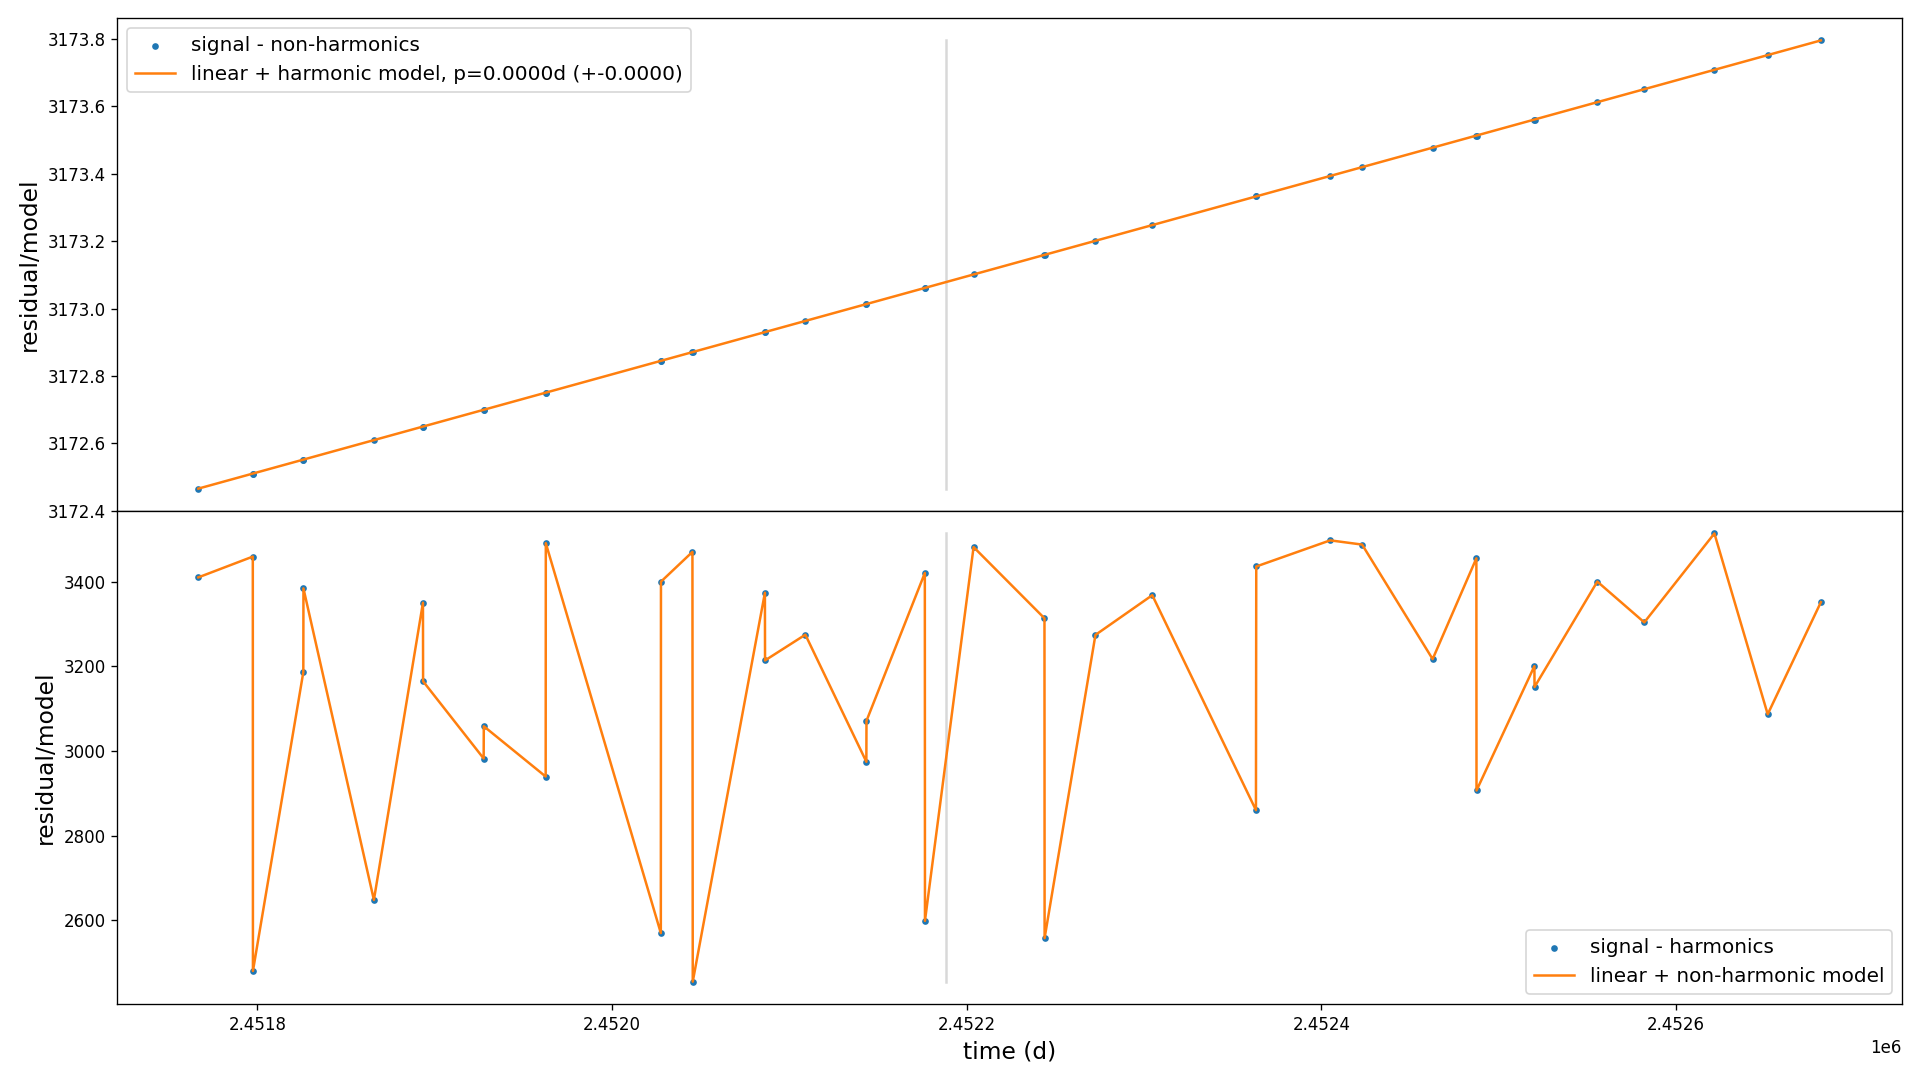 signal - non-harmonics
linear + harmonic model, p=0.0000d (+-0.0000)
residual/model
3173.8
3173.6
3173.4
3173.2
3173.0
3172.8
3172.6
3172.4
residual/model
3400
3200
3000
2800
2600
signal - harmonics
linear + non-harmonic model
2.4518
2.4520
2.4522
2.4524
2.4526
1e6
time (d)